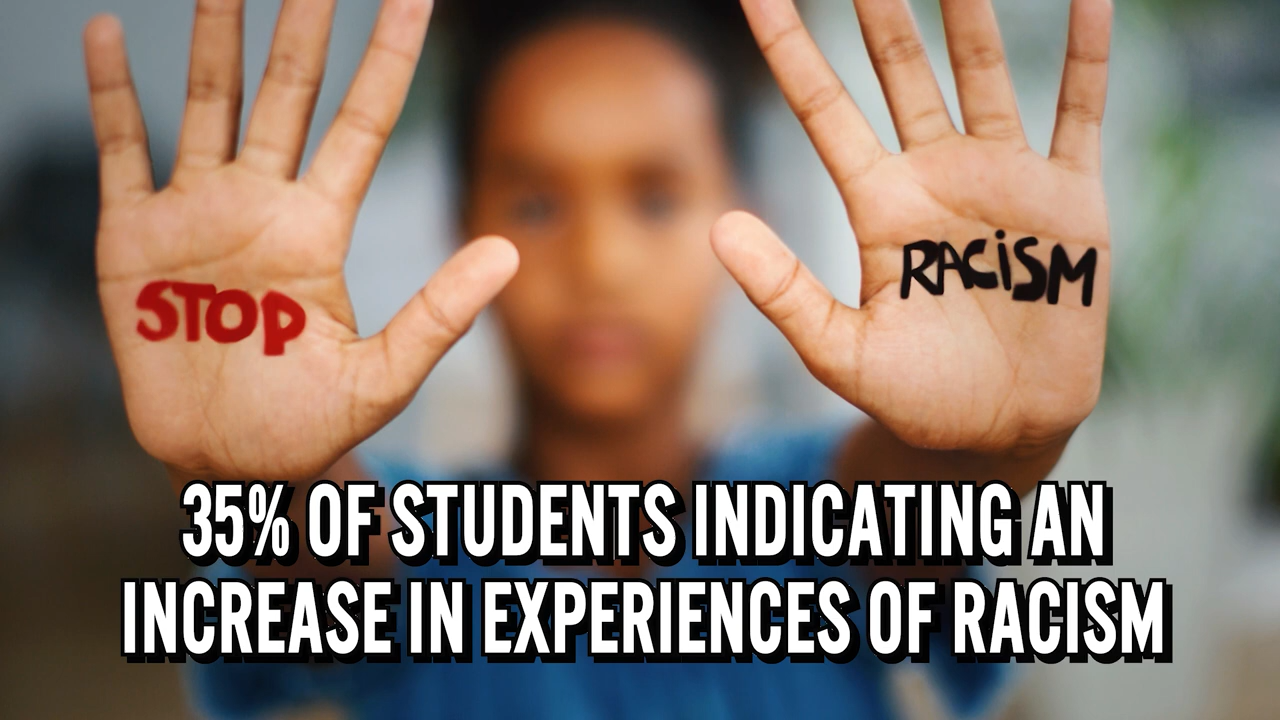 STOP
RACiSM
35% OF STUDENTS INDICATING AN
INCREASE IN EXPERIENCES OF RACISM